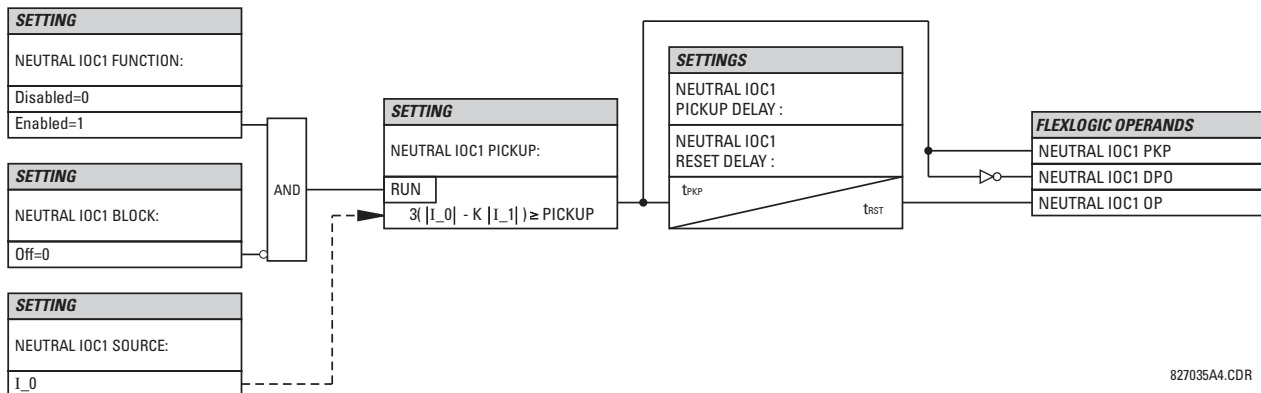 SETTING
NEUTRAL IOC1 FUNCTION:
Disabled=0
Enabled=1
SETTING
NEUTRAL IOC1 BLOCK:
Off=0
SETTING
NEUTRAL IOC1 SOURCE:
I_0
AND
SETTING
NEUTRAL IOC1 PICKUP:
RUN
3( |I_0| - K |I_1| ) ≥ PICKUP
SETTINGS
NEUTRAL IOC1
PICKUP DELAY :
NEUTRAL IOC1
RESET DELAY :
tPKP
tRST
FLEXLOGIC OPERANDS
NEUTRAL IOC1 PKP
NEUTRAL IOC1 DPO
NEUTRAL IOC1 OP
827035A4.CDR